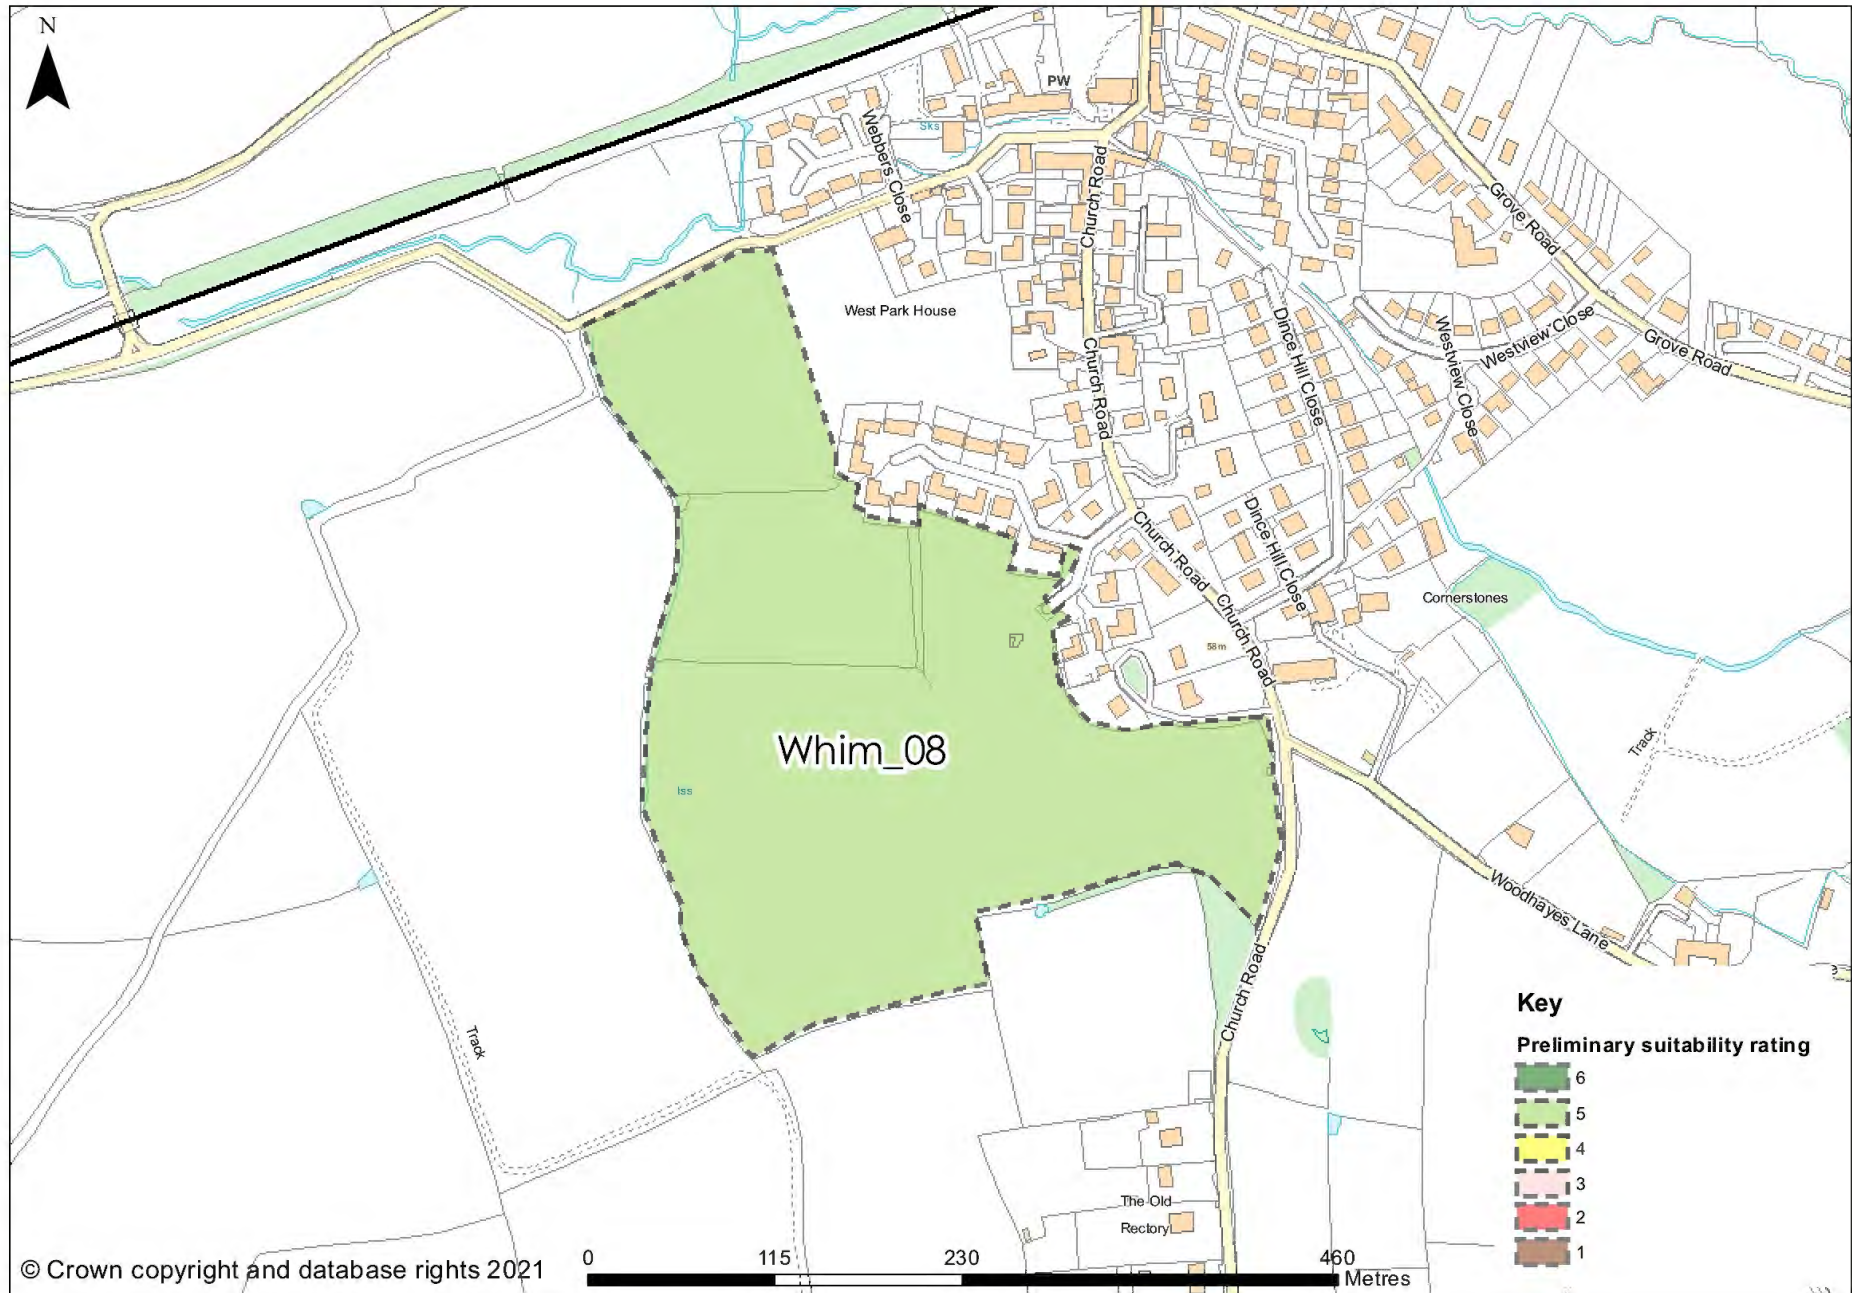 N
PW
Sks
Webbers Close
Church Road
Grove Road
West Park House
Dince Hill Close
Westview Close
Westview Close
Grove Road
Church Road
Church Road
Dince Hill Close
Church Road
Cornerstones
58m
Track
Whim_08
Iss
Woodhayes Lane
Church Road
Track
Key
Preliminary suitability rating
6
5
4
3
2
1
The Old
Rectory
0 115 230 460
Metres
© Crown copyright and database rights 2021